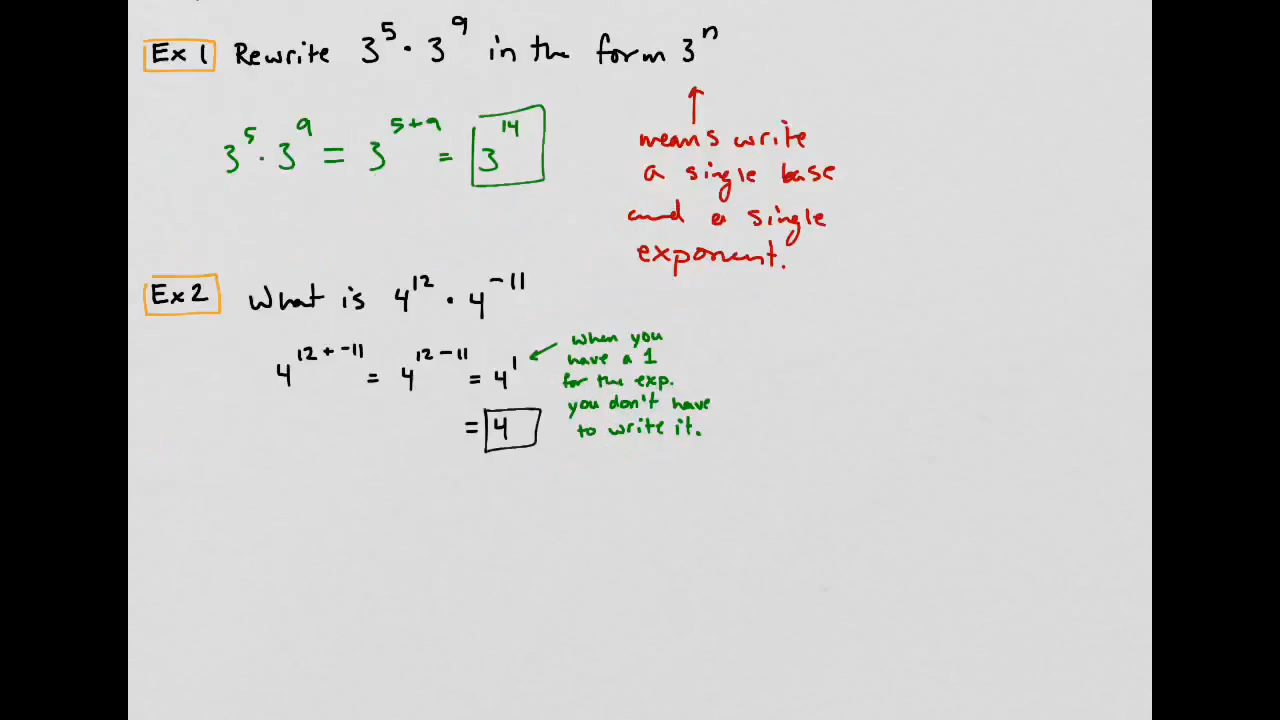 Ex 1 Rewrite 3⁵ · 3⁹ in the form 3ⁿ
3⁵ · 3⁹ = 3⁵⁺⁹ = 3¹⁴
means write
a single base
and a single
exponent.
Ex 2 What is 4¹² · 4⁻¹¹
4¹²⁺⁻¹¹ = 4¹²⁻¹¹ = 4¹
= 4
when you
have a 1
for the exp.
you don't have
to write it.